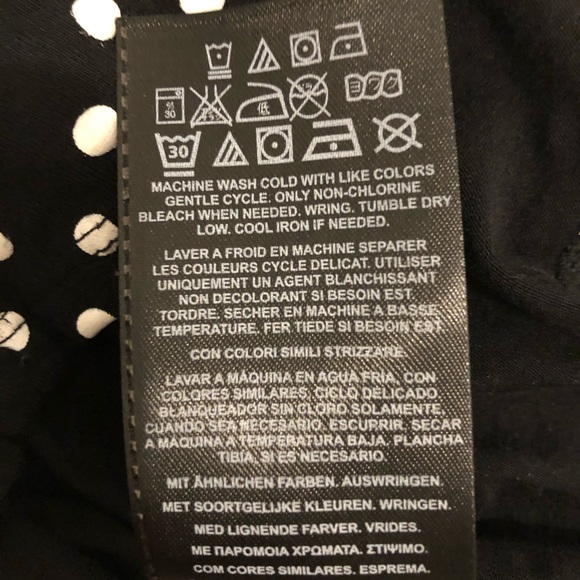 30
低
30
MACHINE WASH COLD WITH LIKE COLORS
GENTLE CYCLE. ONLY NON-CHLORINE
BLEACH WHEN NEEDED. WRING. TUMBLE DRY
LOW. COOL IRON IF NEEDED.
LAVER A FROID EN MACHINE SEPARER
LES COULEURS CYCLE DELICAT. UTILISER
UNIQUEMENT UN AGENT BLANCHISSANT
NON DECOLORANT SI BESOIN EST.
TORDRE. SECHER EN MACHINE A BASSE
TEMPERATURE. FER TIEDE SI BESOIN EST.
CON COLORI SIMILI STRIZZARE.
LAVAR A MÁQUINA EN AGUA FRIA, CON
COLORES SIMILARES, CICLO DELICADO.
BLANQUEADOR SIN CLORO SOLAMENTE,
CUANDO SEA NECESARIO. ESCURRIR. SECAR
A MAQUINA A TEMPERATURA BAJA. PLANCHA
TIBIA, SI ES NECESARIO.
MIT ÄHNLICHEN FARBEN. AUSWRINGEN.
MET SOORTGELIJKE KLEUREN. WRINGEN.
MED LIGNENDE FARVER. VRIDES.
ΜΕ ΠΑΡΟΜΟΙΑ ΧΡΩΜΑΤΑ. ΣΤΙΨΙΜΟ.
COM CORES SIMILARES. ESPREMA.